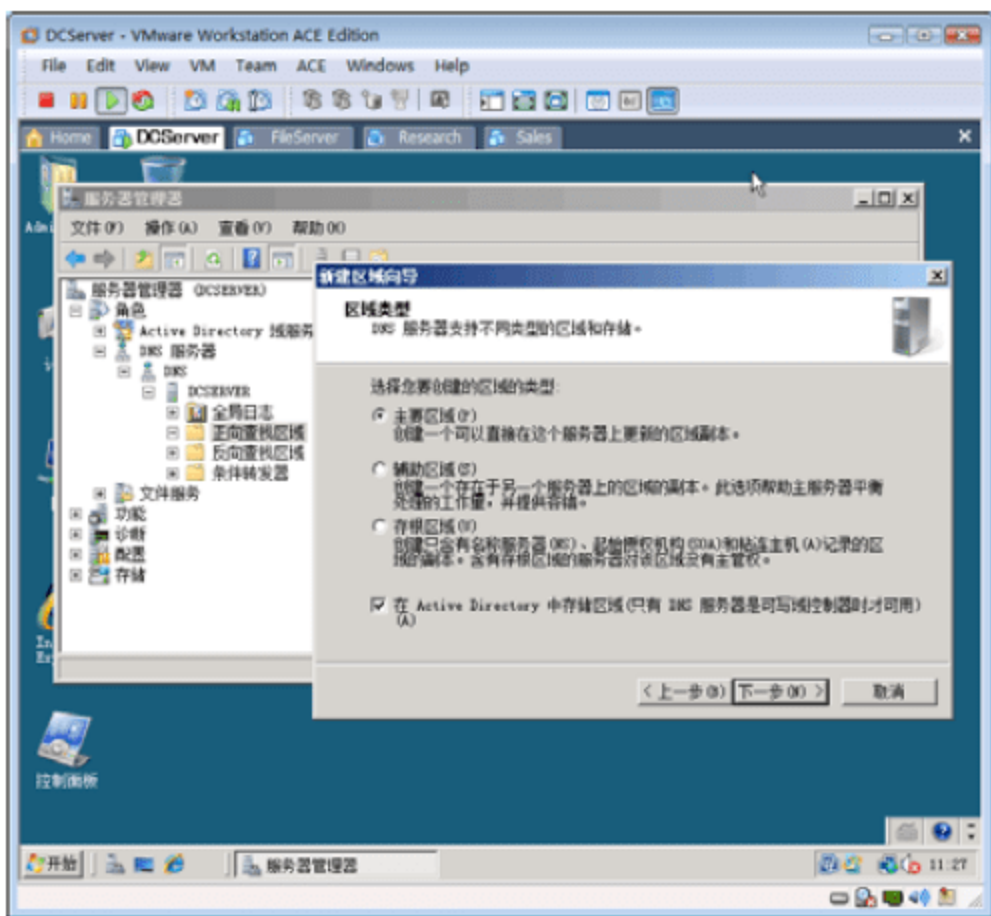 DCServer - VMware Workstation ACE Edition
File Edit View VM Team ACE Windows Help
Home DCServer FileServer Research Sales
服务器管理器
文件(F) 操作(A) 查看(V) 帮助(H)
新建区域向导
服务器管理器 (DCSERVER)
角色
区域类型
DNS 服务器支持不同类型的区域和存储。
Active Directory 域服务
DNS 服务器
DNS
DCSERVER
全局日志
正向查找区域
反向查找区域
条件转发器
文件服务
功能
诊断
配置
存储
选择您要创建的区域的类型:
主要区域(P)
创建一个可以直接在这个服务器上更新的区域副本。
辅助区域(S)
创建一个存在于另一个服务器上的区域的副本。此选项帮助主服务器平衡
处理的工作量，并提供容错。
存根区域(U)
创建只含有名称服务器(NS)、起始授权机构(SOA)和粘连主机(A)记录的区
域的副本。含有存根区域的服务器对该区域没有主管权。
在 Active Directory 中存储区域(只有 DNS 服务器是可写域控制器时才可用)
(A)
< 上一步(B) 下一步(N) > 取消
控制面板
开始 服务器管理器 11:27